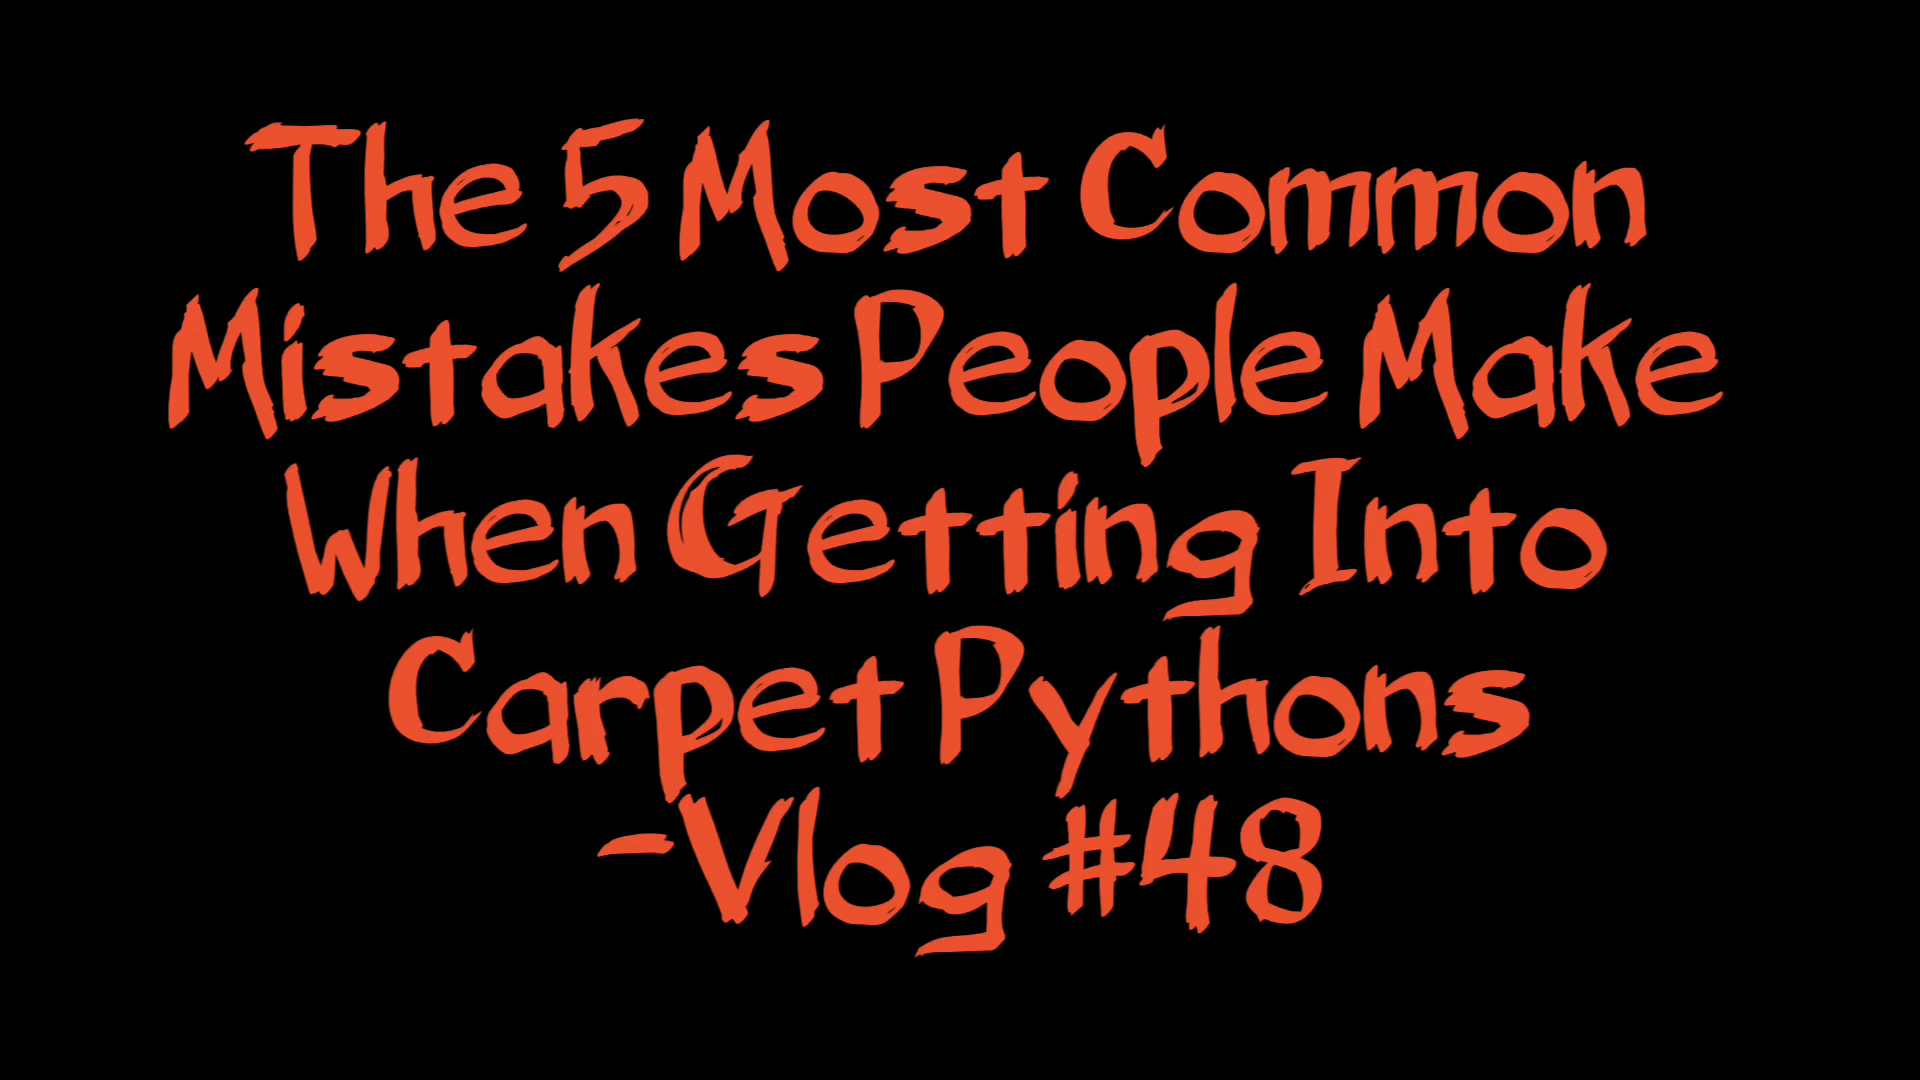 The 5 Most Common
Mistakes People Make
When Getting Into
Carpet Pythons
-Vlog #48